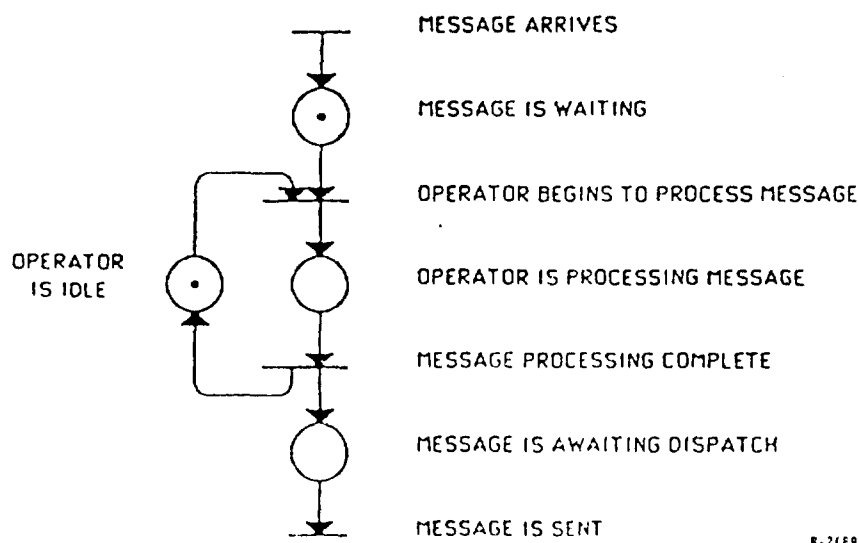 MESSAGE ARRIVES
MESSAGE IS WAITING
OPERATOR BEGINS TO PROCESS MESSAGE
OPERATOR
IS IDLE
OPERATOR IS PROCESSING MESSAGE
MESSAGE PROCESSING COMPLETE
MESSAGE IS AWAITING DISPATCH
MESSAGE IS SENT